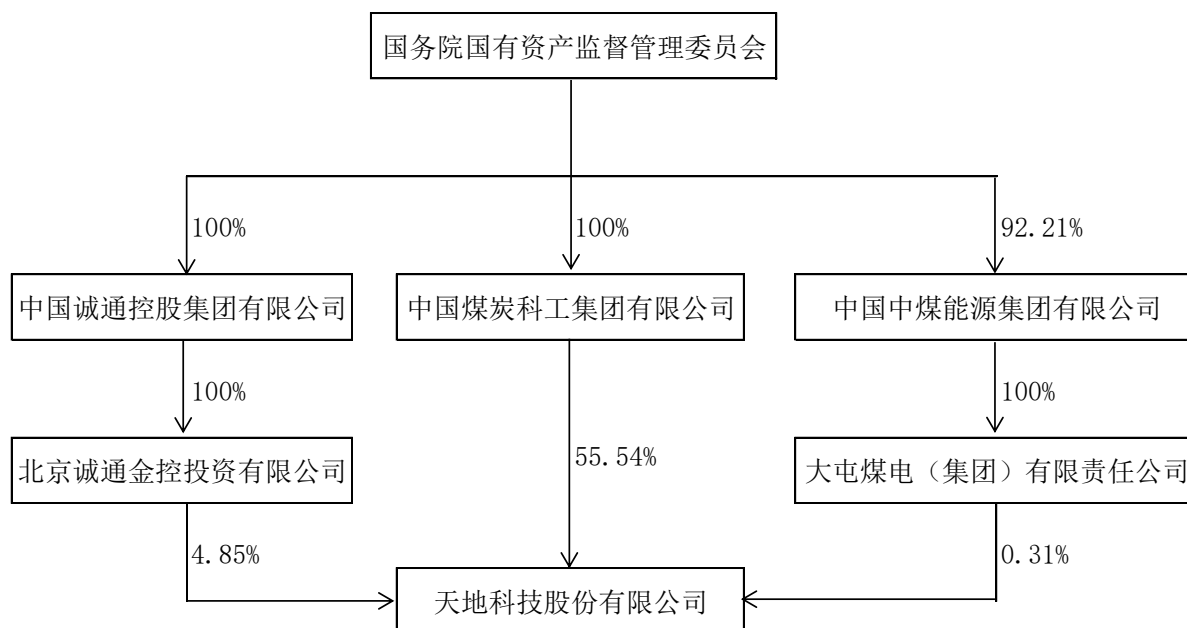 国务院国有资产监督管理委员会
100%
100%
92.21%
中国诚通控股集团有限公司
中国煤炭科工集团有限公司
中国中煤能源集团有限公司
100%
100%
北京诚通金控投资有限公司
55.54%
大屯煤电（集团）有限责任公司
4.85%
0.31%
天地科技股份有限公司